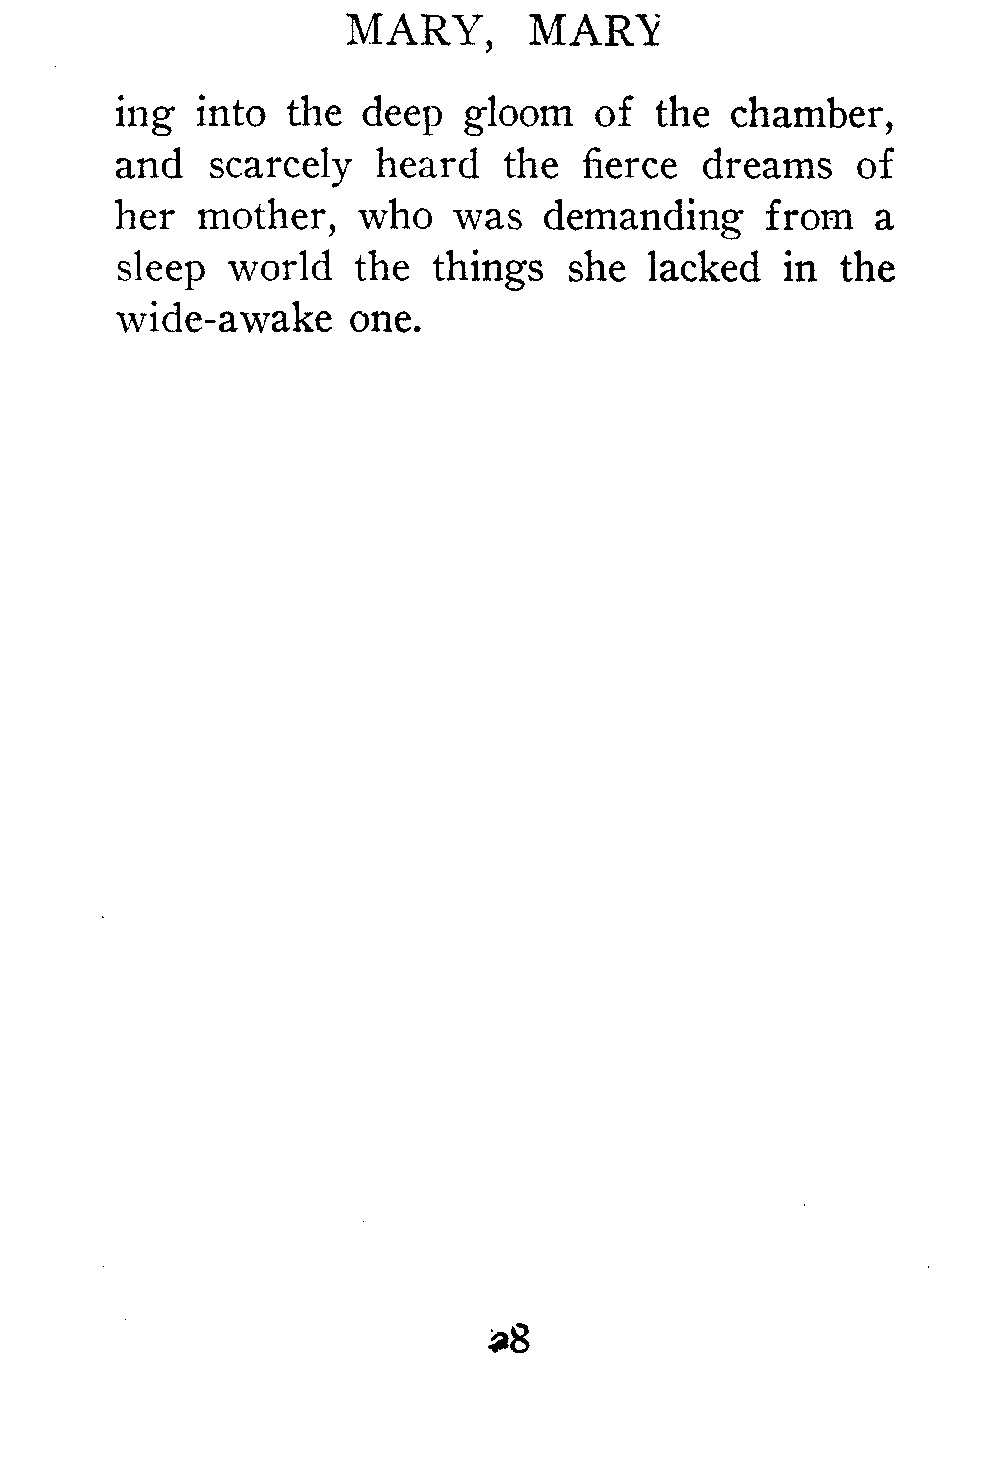 MARY, MARY
ing into the deep gloom of the chamber,
and scarcely heard the fierce dreams of
her mother, who was demanding from a
sleep world the things she lacked in the
wide-awake one.
28